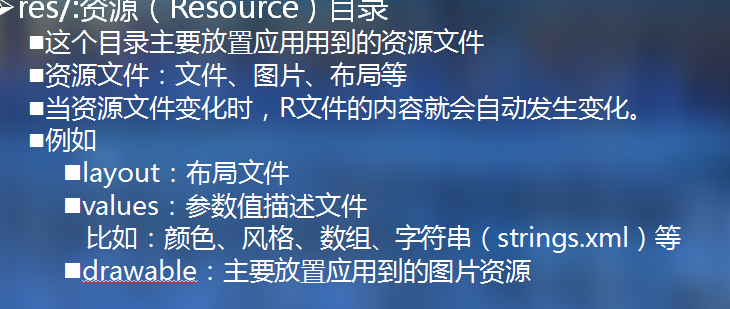 ➢res/:资源（Resource）目录
■这个目录主要放置应用用到的资源文件
■资源文件：文件、图片、布局等
■当资源文件变化时，R文件的内容就会自动发生变化。
■例如
■layout：布局文件
■values：参数值描述文件
比如：颜色、风格、数组、字符串（strings.xml）等
■drawable：主要放置应用到的图片资源